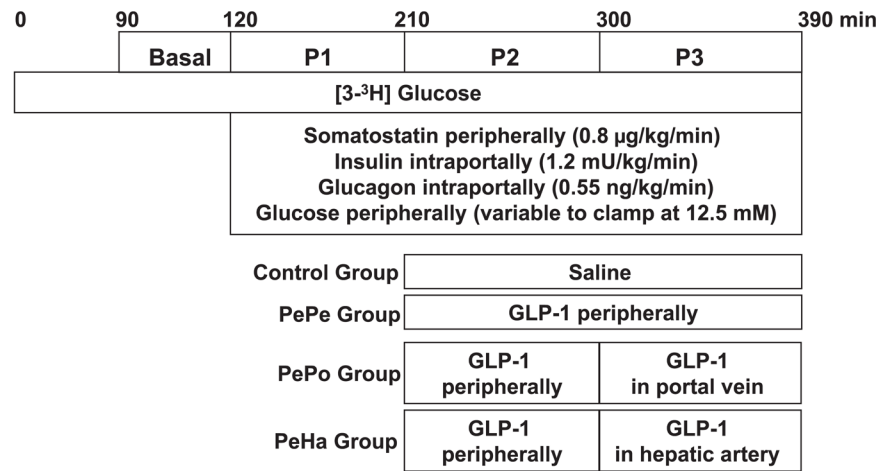 0 90 120 210 300 390 min
Basal P1 P2 P3
[3-³H] Glucose
Somatostatin peripherally (0.8 µg/kg/min)
Insulin intraportally (1.2 mU/kg/min)
Glucagon intraportally (0.55 ng/kg/min)
Glucose peripherally (variable to clamp at 12.5 mM)
Control Group Saline
PePe Group GLP-1 peripherally
PePo Group
GLP-1
peripherally
GLP-1
in portal vein
PeHa Group
GLP-1
peripherally
GLP-1
in hepatic artery